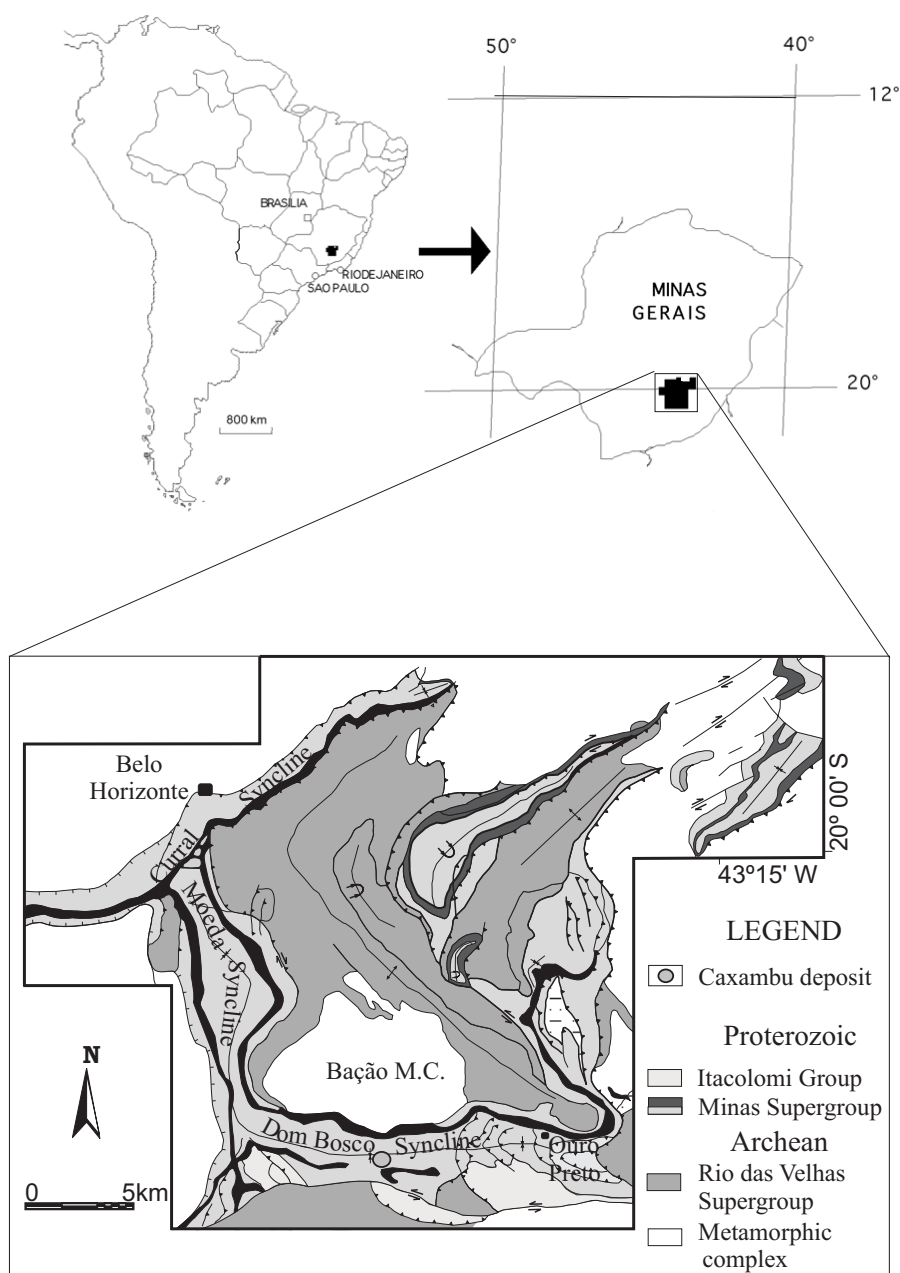 50°
40°
12°
BRASILIA
RIODEJANEIRO
SAO PAULO
MINAS
GERAIS
20°
800 km
Belo
Horizonte
Curral
Syncline
Moeda
Syncline
20° 00' S
43º15' W
LEGEND
Caxambu deposit
Proterozoic
Itacolomi Group
Minas Supergroup
Archean
Rio das Velhas
Supergroup
Metamorphic
complex
N
Bação M.C.
Dom Bosco Syncline
Ouro
Preto
0 5km